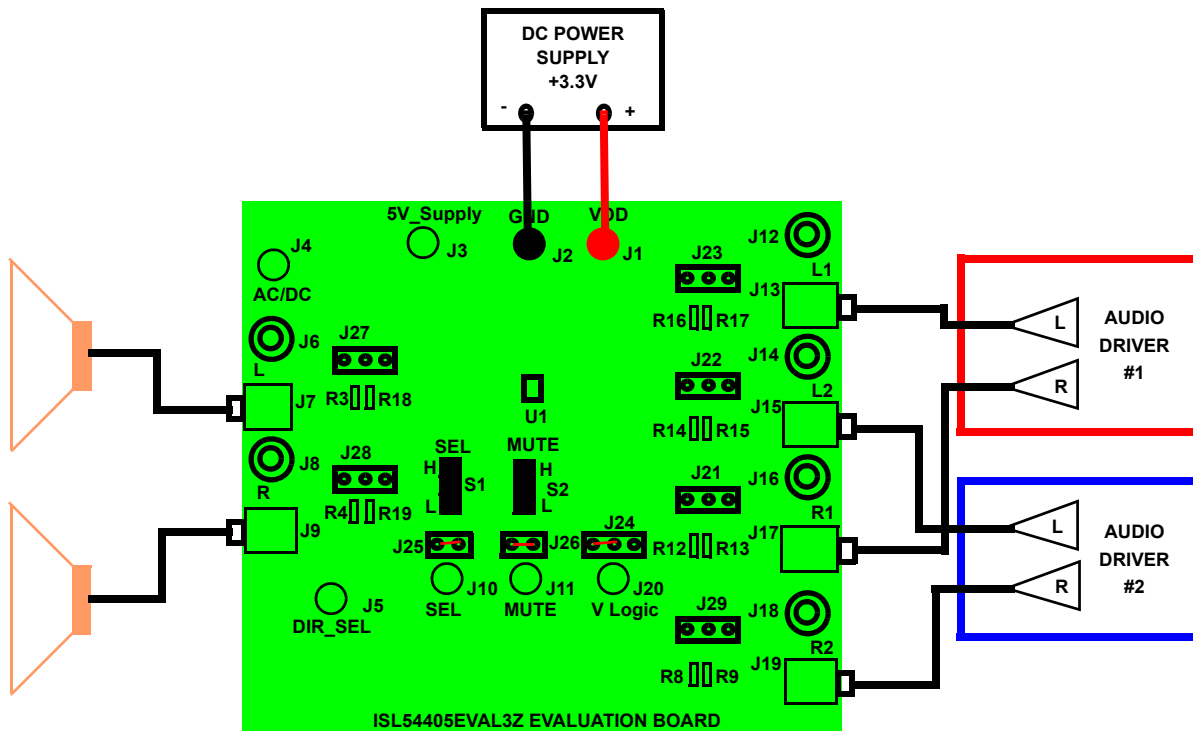 DC POWER
SUPPLY
+3.3V
- +
5V_Supply GND VDD
J3 J2 J1
J4
AC/DC
J6
L
J7
J8
R
J9
J27
R3 R18
J28
R4 R19
U1
SEL MUTE
H H
S1 S2
L L
J25 J26 J24
J10 J11 J20
SEL MUTE V Logic
J5
DIR_SEL
J12
L1
J23
J13
R16 R17
J14
L2
J22
J15
R14 R15
J16
R1
J21
J17
R12 R13
J18
R2
J29
J19
R8 R9
ISL54405EVAL3Z EVALUATION BOARD
L
R
AUDIO
DRIVER
#1
L
R
AUDIO
DRIVER
#2